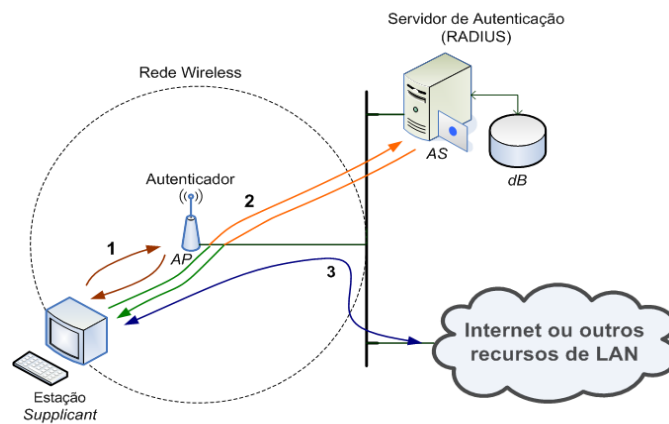 Servidor de Autenticação
(RADIUS)
Rede Wireless
AS
dB
Autenticador
2
1
AP
3
Internet ou outros
recursos de LAN
Estação
Supplicant